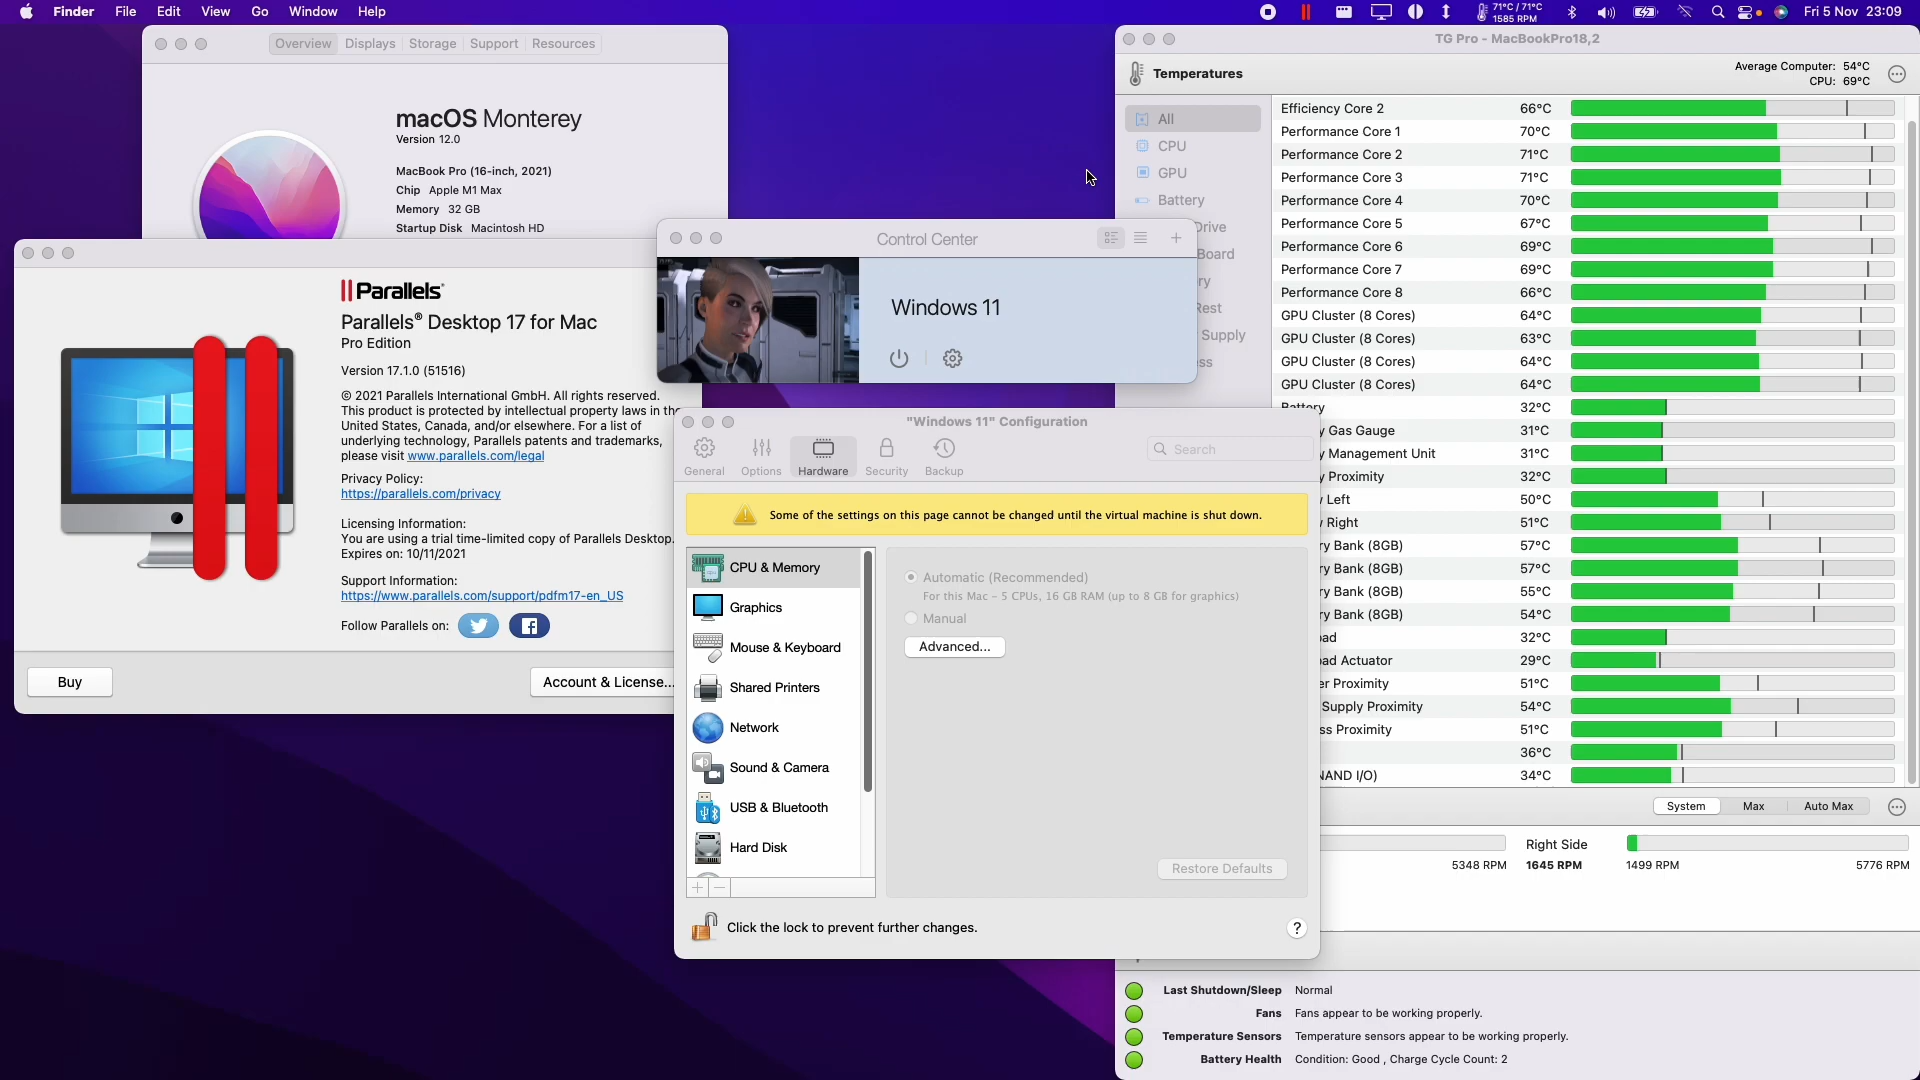 Finder File Edit View Go Window Help
71°C / 71°C
1585 RPM
Fri 5 Nov 23:09
Overview Displays Storage Support Resources
macOS Monterey
Version 12.0
MacBook Pro (16-inch, 2021)
Chip Apple M1 Max
Memory 32 GB
Startup Disk Macintosh HD
Parallels®
Parallels® Desktop 17 for Mac
Pro Edition
Version 17.1.0 (51516)
© 2021 Parallels International GmbH. All rights reserved.
This product is protected by intellectual property laws in the
United States, Canada, and/or elsewhere. For a list of
underlying technology, Parallels patents and trademarks,
please visit www.parallels.com/legal
Privacy Policy:
https://parallels.com/privacy
Licensing Information:
You are using a trial time-limited copy of Parallels Desktop.
Expires on: 10/11/2021
Support Information:
https://www.parallels.com/support/pdfm17-en_US
Follow Parallels on:
Buy
Account & License...
Control Center
Windows 11
"Windows 11" Configuration
General Options Hardware Security Backup
Search
Some of the settings on this page cannot be changed until the virtual machine is shut down.
CPU & Memory
Graphics
Mouse & Keyboard
Shared Printers
Network
Sound & Camera
USB & Bluetooth
Hard Disk
Automatic (Recommended)
For this Mac – 5 CPUs, 16 GB RAM (up to 8 GB for graphics)
Manual
Advanced...
Restore Defaults
Click the lock to prevent further changes.
?
TG Pro - MacBookPro18,2
Temperatures
Average Computer: 54°C
CPU: 69°C
All
CPU
GPU
Battery
Drive
Board
ry
Rest
Supply
ss
Efficiency Core 2 66°C
Performance Core 1 70°C
Performance Core 2 71°C
Performance Core 3 71°C
Performance Core 4 70°C
Performance Core 5 67°C
Performance Core 6 69°C
Performance Core 7 69°C
Performance Core 8 66°C
GPU Cluster (8 Cores) 64°C
GPU Cluster (8 Cores) 63°C
GPU Cluster (8 Cores) 64°C
GPU Cluster (8 Cores) 64°C
Battery 32°C
y Gas Gauge 31°C
y Management Unit 31°C
y Proximity 32°C
Left 50°C
Right 51°C
ry Bank (8GB) 57°C
ry Bank (8GB) 57°C
ry Bank (8GB) 55°C
ry Bank (8GB) 54°C
ad 32°C
ad Actuator 29°C
er Proximity 51°C
Supply Proximity 54°C
ss Proximity 51°C
36°C
NAND I/O) 34°C
System Max Auto Max
Right Side
5348 RPM 1645 RPM 1499 RPM 5776 RPM
Last Shutdown/Sleep Normal
Fans Fans appear to be working properly.
Temperature Sensors Temperature sensors appear to be working properly.
Battery Health Condition: Good , Charge Cycle Count: 2